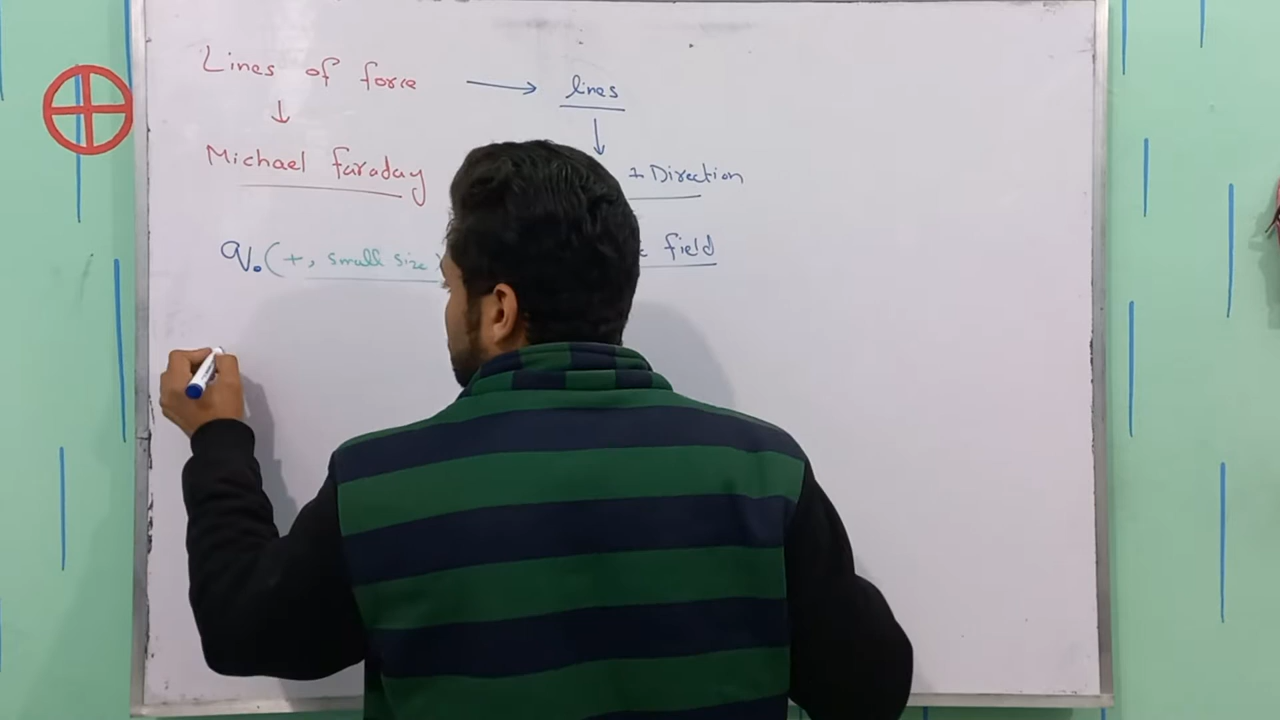 Lines of force → lines
↓ ↓
Michael faraday Direction
q₀ (+, small size) field